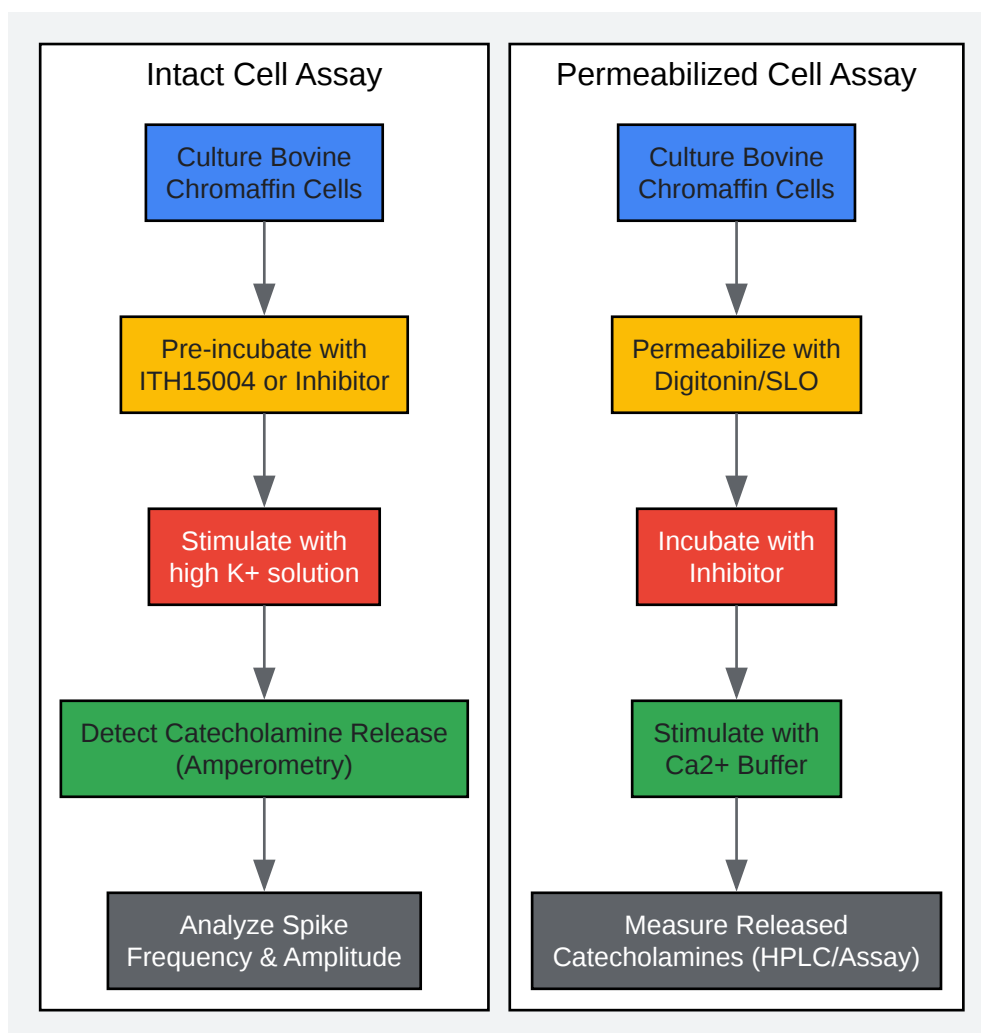 Intact Cell Assay
Culture Bovine
Chromaffin Cells
Pre-incubate with
ITH15004 or Inhibitor
Stimulate with
high K+ solution
Detect Catecholamine Release
(Amperometry)
Analyze Spike
Frequency & Amplitude
Permeabilized Cell Assay
Culture Bovine
Chromaffin Cells
Permeabilize with
Digitonin/SLO
Incubate with
Inhibitor
Stimulate with
Ca2+ Buffer
Measure Released
Catecholamines (HPLC/Assay)